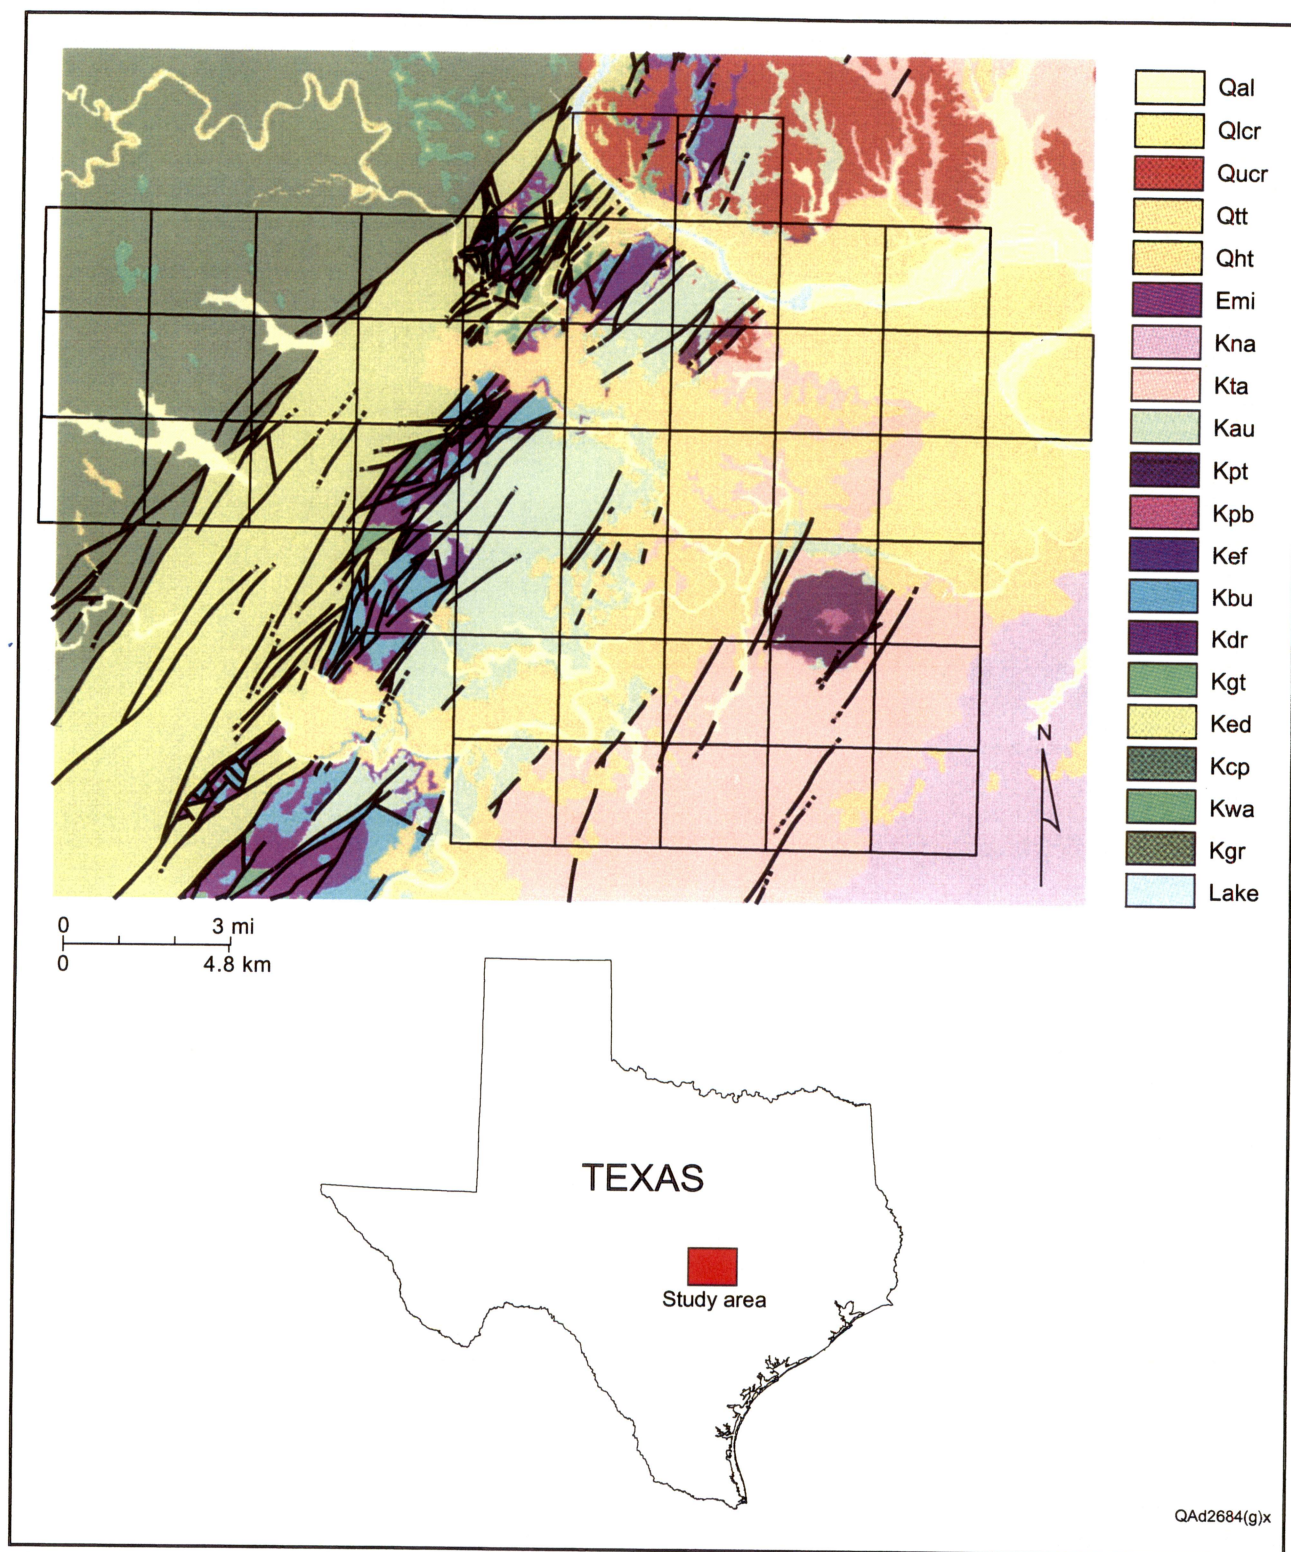 Qal
Qlcr
Qucr
Qtt
Qht
Emi
Kna
Kta
Kau
Kpt
Kpb
Kef
Kbu
Kdr
Kgt
Ked
Kcp
Kwa
Kgr
Lake
N
0 3 mi
0 4.8 km
TEXAS
Study area
QAd2684(g)x